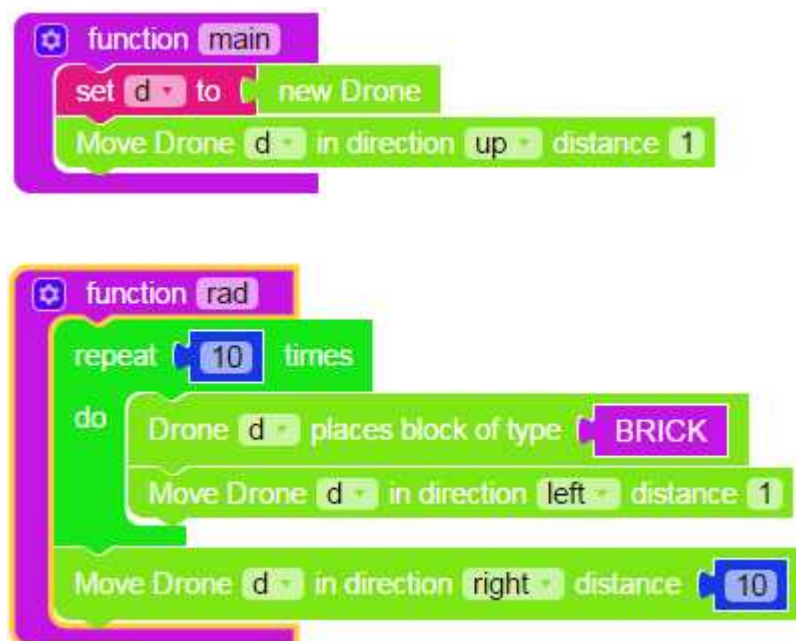 function main
set d to new Drone
Move Drone d in direction up distance 1
function rad
repeat 10 times
do
Drone d places block of type BRICK
Move Drone d in direction left distance 1
Move Drone d in direction right distance 10